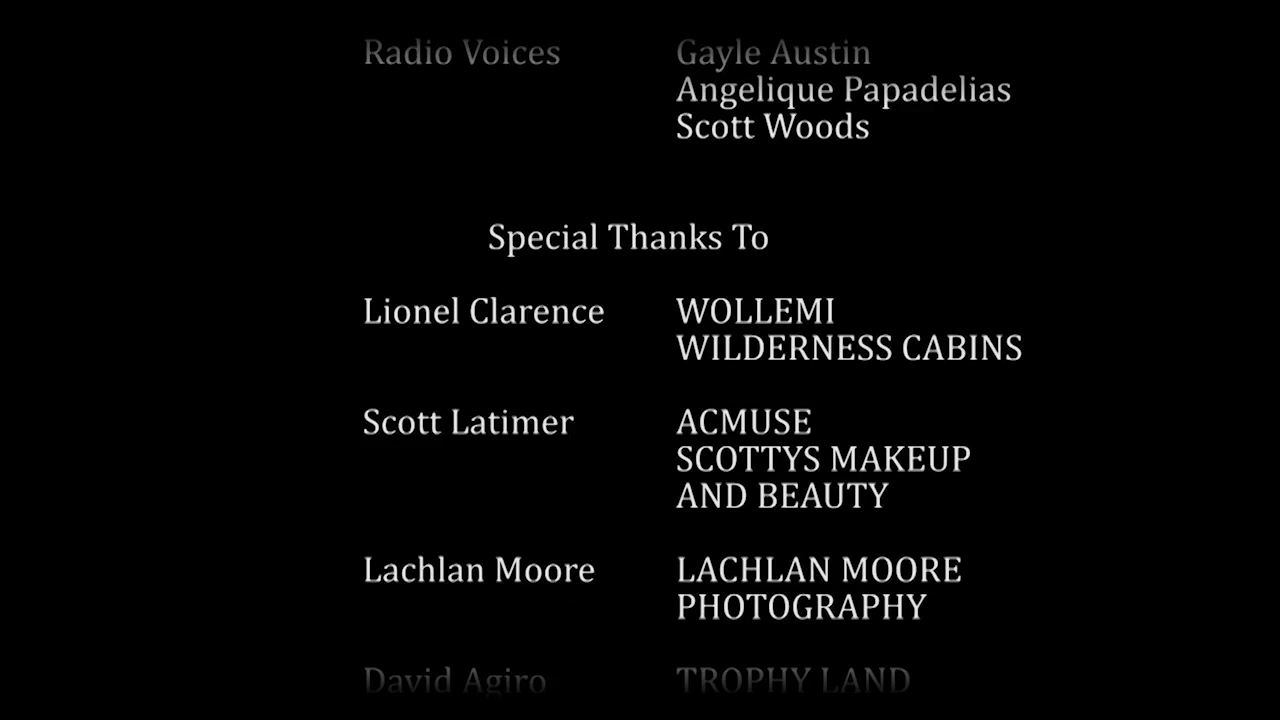 Radio Voices Gayle Austin
Angelique Papadelias
Scott Woods
Special Thanks To
Lionel Clarence WOLLEMI
WILDERNESS CABINS
Scott Latimer ACMUSE
SCOTTYS MAKEUP
AND BEAUTY
Lachlan Moore LACHLAN MOORE
PHOTOGRAPHY
David Agiro TROPHY LAND